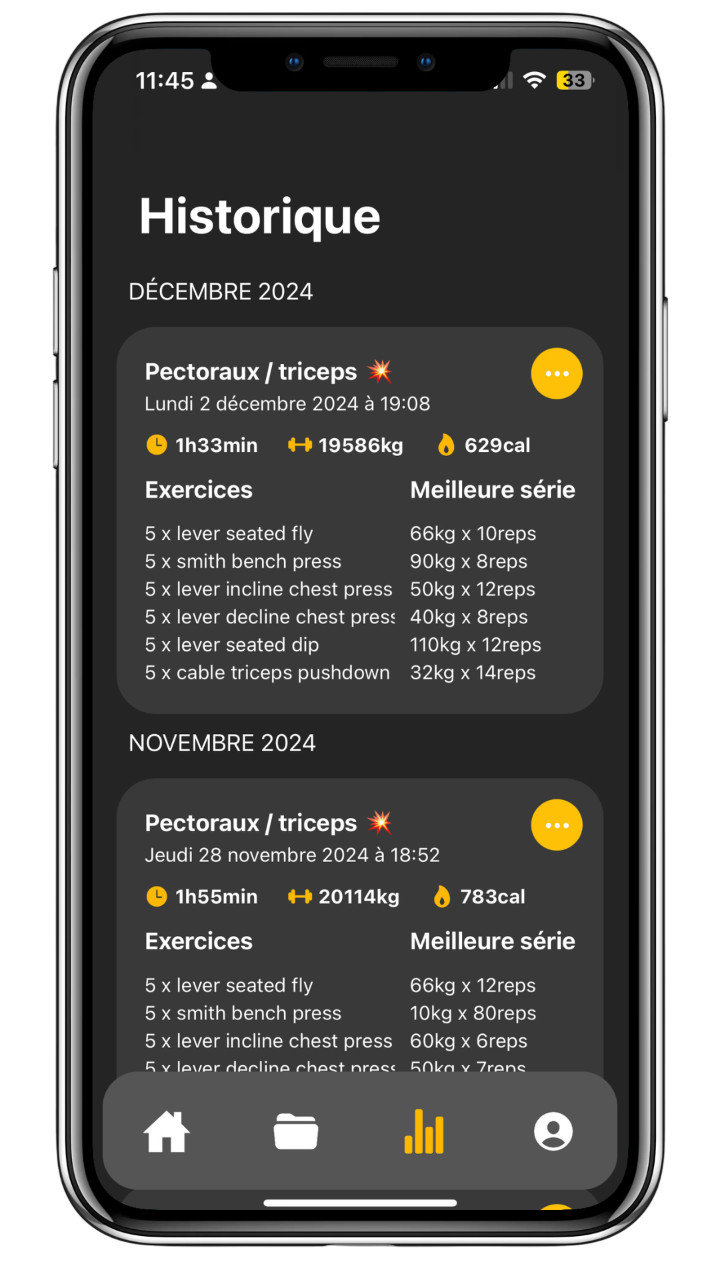 11:45
33
Historique
DÉCEMBRE 2024
Pectoraux / triceps 💥
Lundi 2 décembre 2024 à 19:08
1h33min 19586kg 629cal
Exercices Meilleure série
5 x lever seated fly 66kg x 10reps
5 x smith bench press 90kg x 8reps
5 x lever incline chest press 50kg x 12reps
5 x lever decline chest press 40kg x 8reps
5 x lever seated dip 110kg x 12reps
5 x cable triceps pushdown 32kg x 14reps
NOVEMBRE 2024
Pectoraux / triceps 💥
Jeudi 28 novembre 2024 à 18:52
1h55min 20114kg 783cal
Exercices Meilleure série
5 x lever seated fly 66kg x 12reps
5 x smith bench press 10kg x 80reps
5 x lever incline chest press 60kg x 6reps
5 x lever decline chest press 50kg x 7reps